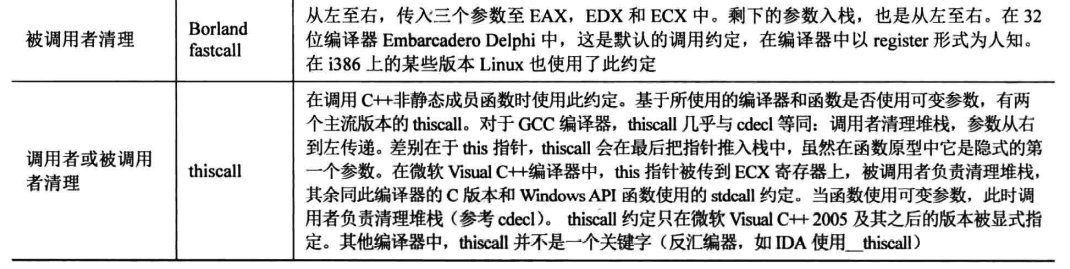 被调用者清理
Borland
fastcall
从左至右，传入三个参数至 EAX，EDX 和 ECX 中。剩下的参数入栈，也是从左至右。在 32
位编译器 Embarcadero Delphi 中，这是默认的调用约定，在编译器中以 register 形式为人知。
在 i386 上的某些版本 Linux 也使用了此约定
调用者或被调用
者清理
thiscall
在调用 C++非静态成员函数时使用此约定。基于所使用的编译器和函数是否使用可变参数，有两
个主流版本的 thiscall。对于 GCC 编译器，thiscall 几乎与 cdecl 等同：调用者清理堆栈，参数从右
到左传递。差别在于 this 指针，thiscall 会在最后把指针推入栈中，虽然在函数原型中它是隐式的第
一个参数。在微软 Visual C++编译器中，this 指针被传到 ECX 寄存器上，被调用者负责清理堆栈，
其余同此编译器的 C 版本和 Windows API 函数使用的 stdcall 约定。当函数使用可变参数，此时调
用者负责清理堆栈（参考 cdecl）。 thiscall 约定只在微软 Visual C++ 2005 及其之后的版本被显式指
定。其他编译器中，thiscall 并不是一个关键字（反汇编器，如 IDA 使用__thiscall）